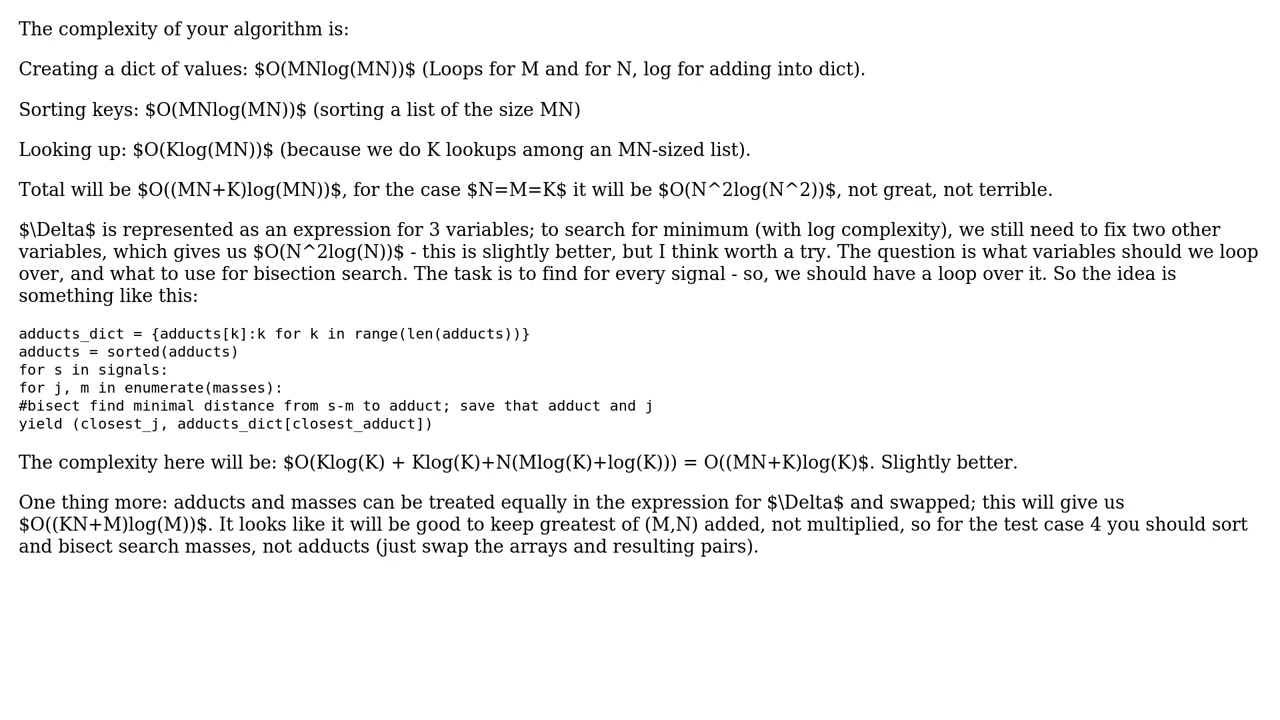 The complexity of your algorithm is:
Creating a dict of values: $O(MNlog(MN))$ (Loops for M and for N, log for adding into dict).
Sorting keys: $O(MNlog(MN))$ (sorting a list of the size MN)
Looking up: $O(Klog(MN))$ (because we do K lookups among an MN-sized list).
Total will be $O((MN+K)log(MN))$, for the case $N=M=K$ it will be $O(N^2log(N^2))$, not great, not terrible.
$\Delta$ is represented as an expression for 3 variables; to search for minimum (with log complexity), we still need to fix two other
variables, which gives us $O(N^2log(N))$ - this is slightly better, but I think worth a try. The question is what variables should we loop
over, and what to use for bisection search. The task is to find for every signal - so, we should have a loop over it. So the idea is
something like this:
adducts_dict = {adducts[k]:k for k in range(len(adducts))}
adducts = sorted(adducts)
for s in signals:
for j, m in enumerate(masses):
#bisect find minimal distance from s-m to adduct; save that adduct and j
yield (closest_j, adducts_dict[closest_adduct])
The complexity here will be: $O(Klog(K) + Klog(K)+N(Mlog(K)+log(K))) = O((MN+K)log(K)$. Slightly better.
One thing more: adducts and masses can be treated equally in the expression for $\Delta$ and swapped; this will give us
$O((KN+M)log(M))$. It looks like it will be good to keep greatest of (M,N) added, not multiplied, so for the test case 4 you should sort
and bisect search masses, not adducts (just swap the arrays and resulting pairs).